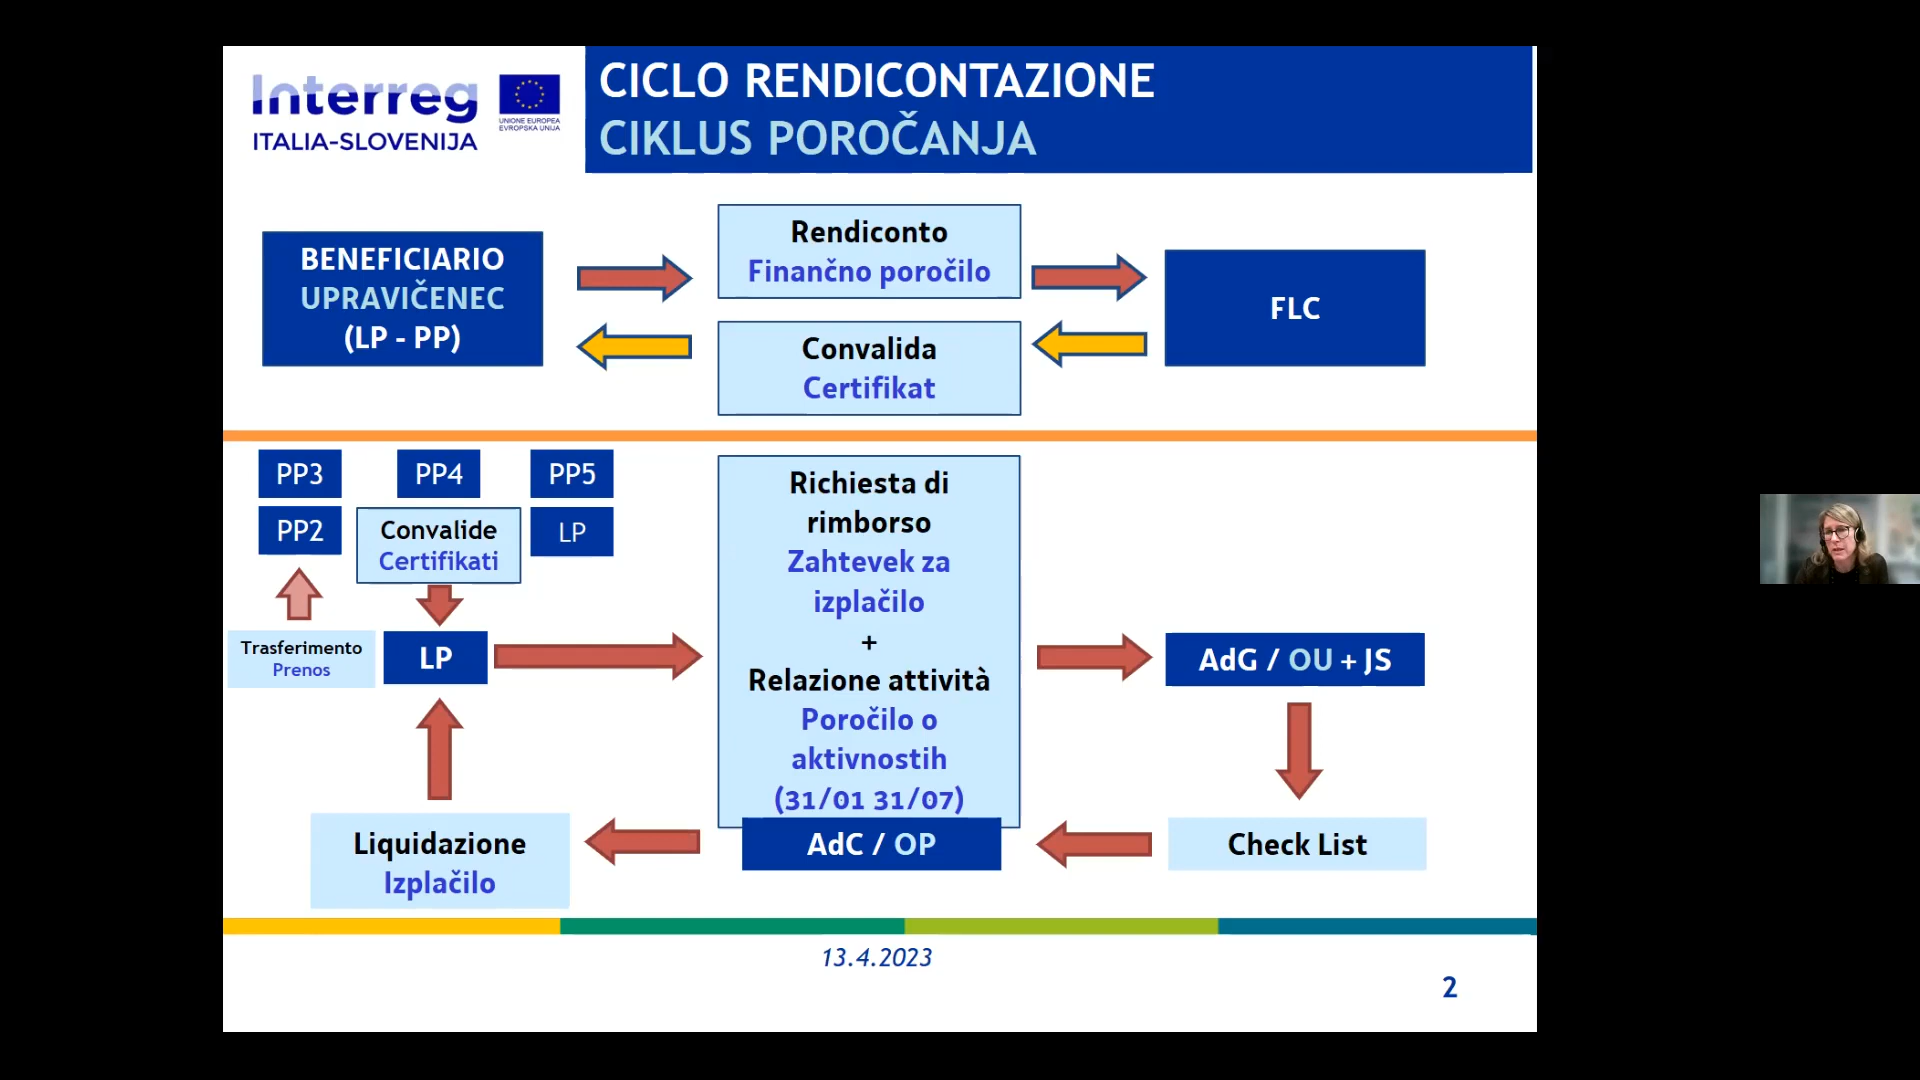 Interreg
ITALIA-SLOVENIJA
UNIONE EUROPEA
EVROPSKA UNIJA
CICLO RENDICONTAZIONE
CIKLUS POROČANJA
BENEFICIARIO
UPRAVIČENEC
(LP - PP)
Rendiconto
Finančno poročilo
Convalida
Certifikat
FLC
PP3
PP4
PP5
PP2
Convalide
Certifikati
LP
Trasferimento
Prenos
LP
Richiesta di
rimborso
Zahtevek za
izplačilo
+
Relazione attività
Poročilo o
aktivnostih
(31/01 31/07)
AdG / OU + JS
Liquidazione
Izplačilo
AdC / OP
Check List
13.4.2023
2